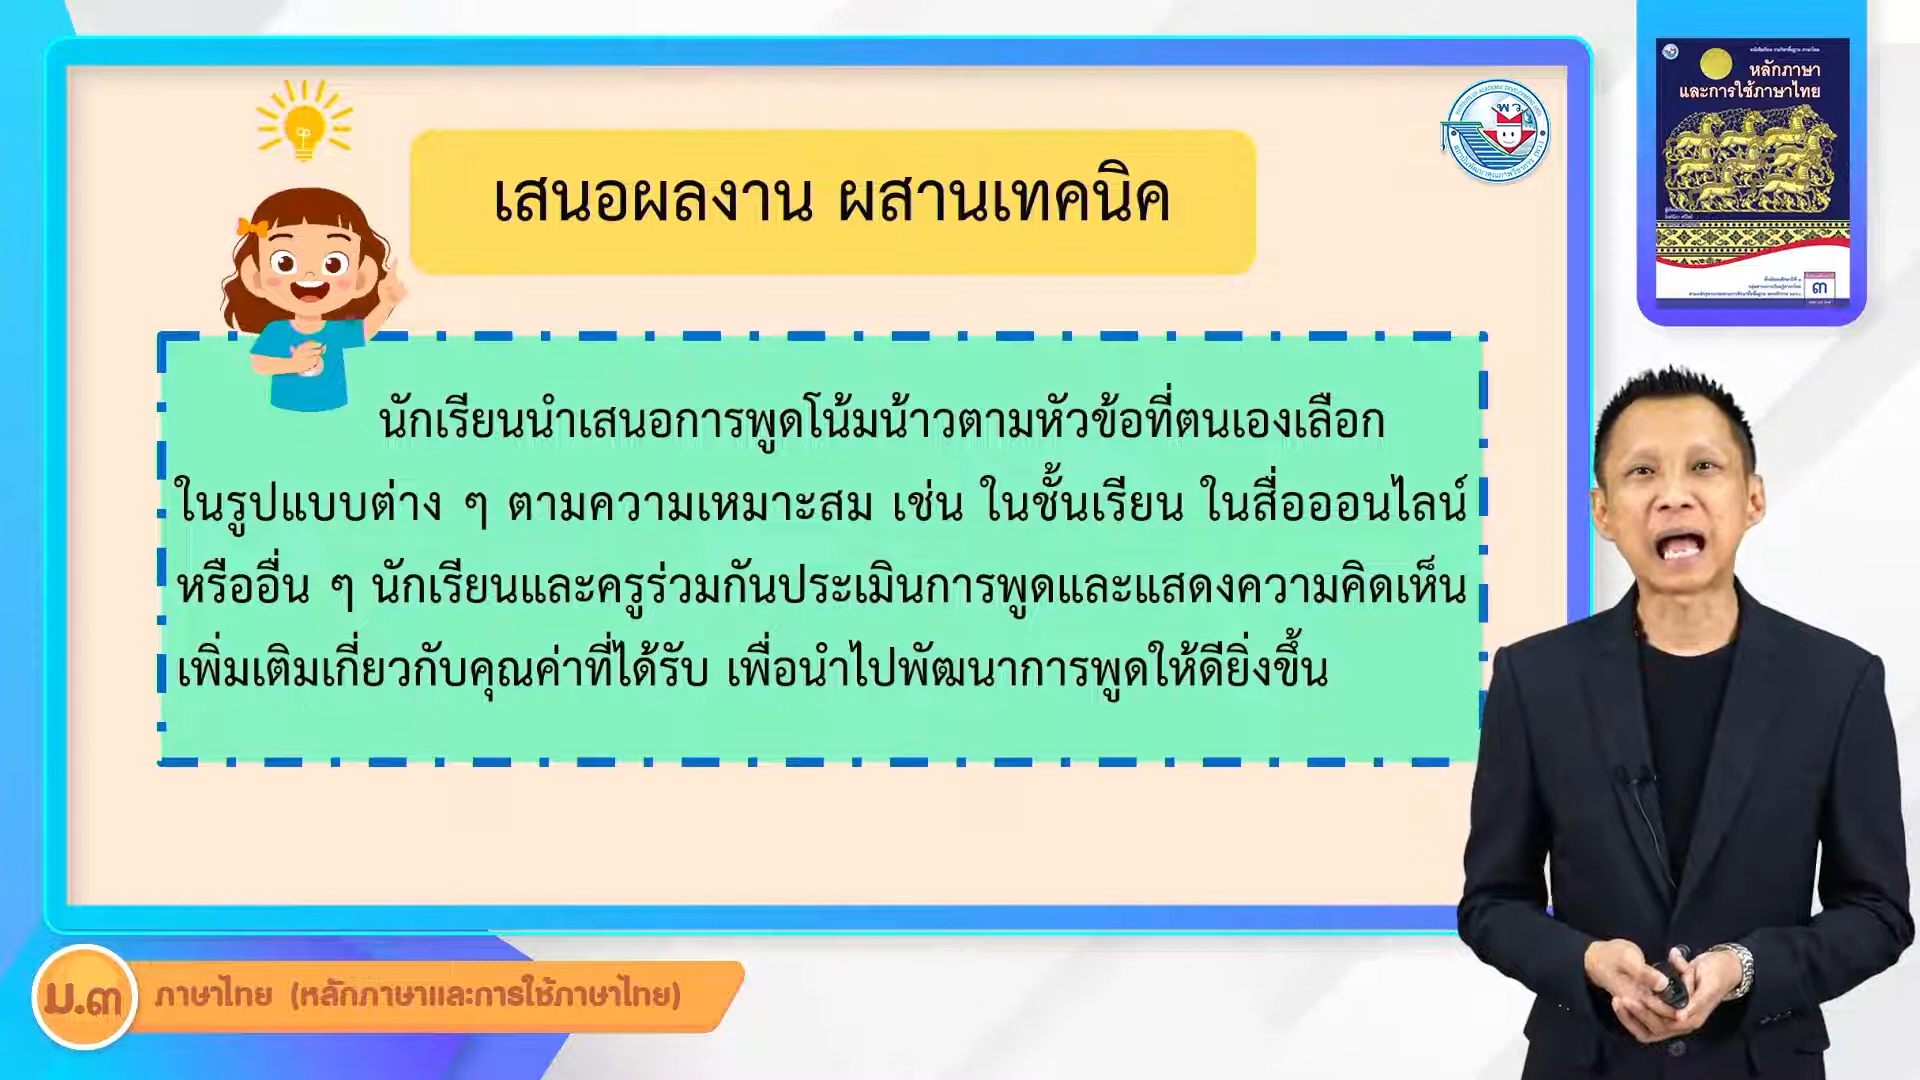 เสนอผลงาน ผสานเทคนิค
นักเรียนนำเสนอการพูดโน้มน้าวตามหัวข้อที่ตนเองเลือก
ในรูปแบบต่าง ๆ ตามความเหมาะสม เช่น ในชั้นเรียน ในสื่อออนไลน์
หรืออื่น ๆ นักเรียนและครูร่วมกันประเมินการพูดและแสดงความคิดเห็น
เพิ่มเติมเกี่ยวกับคุณค่าที่ได้รับ เพื่อนำไปพัฒนาการพูดให้ดียิ่งขึ้น
พว.
หลักภาษา
และการใช้ภาษาไทย
๓
ม.๓ ภาษาไทย (หลักภาษาและการใช้ภาษาไทย)